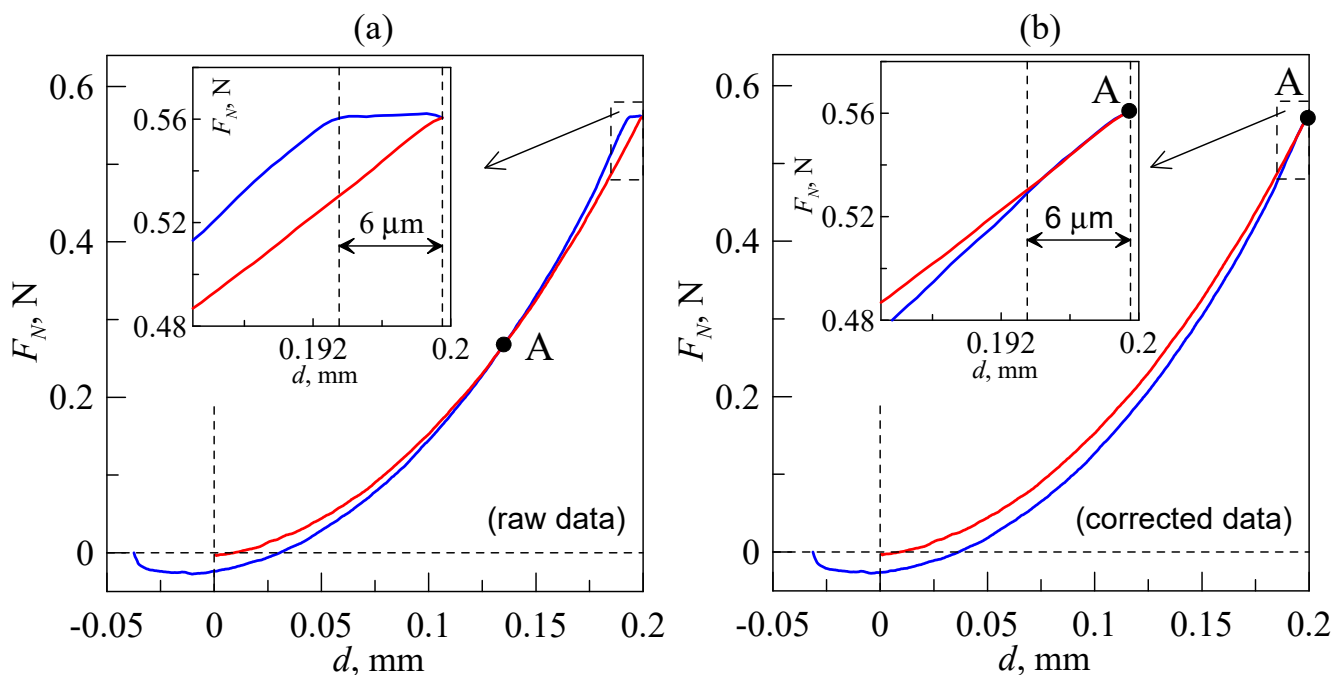 (a)
0.6
0.4
0.2
0
-0.05
0
0.05
0.1
0.15
0.2
F_N, N
d, mm
0.56
0.52
0.48
0.192
0.2
F_N, N
d, mm
6 μm
A
(raw data)
(b)
0.6
0.4
0.2
0
-0.05
0
0.05
0.1
0.15
0.2
F_N, N
d, mm
0.56
0.52
0.48
0.192
0.2
F_N, N
d, mm
6 μm
A
A
(corrected data)